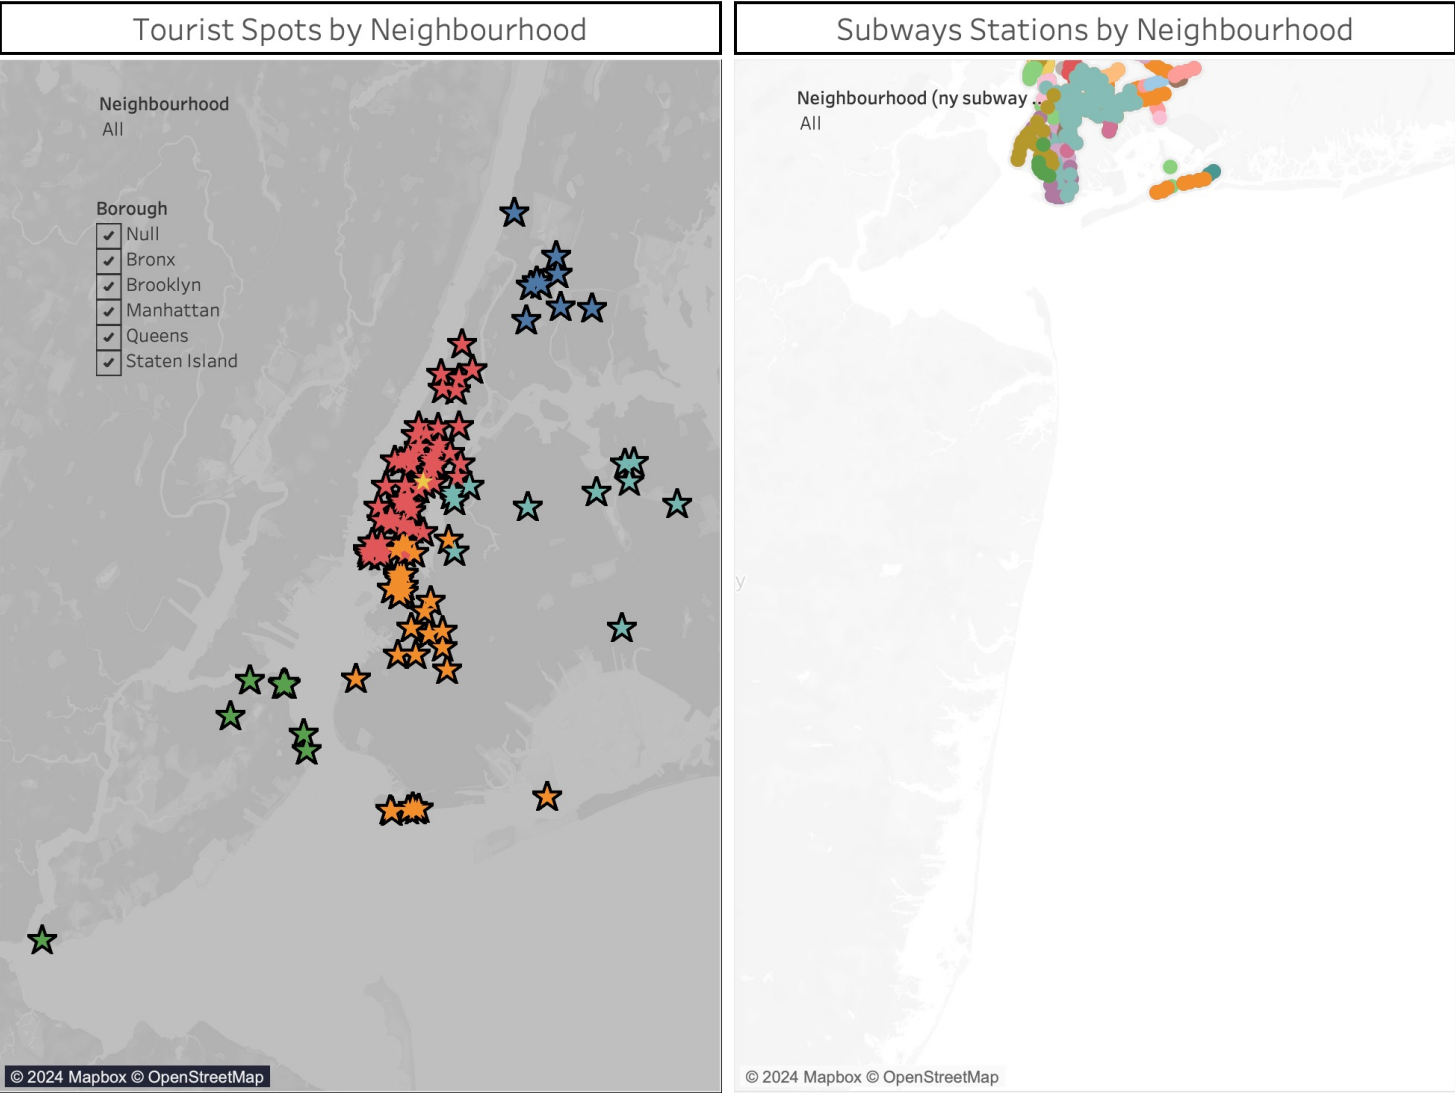 Tourist Spots by Neighbourhood
Neighbourhood
All
Borough
Null
Bronx
Brooklyn
Manhattan
Queens
Staten Island
© 2024 Mapbox © OpenStreetMap
Subways Stations by Neighbourhood
Neighbourhood (ny subway ..
All
y
© 2024 Mapbox © OpenStreetMap